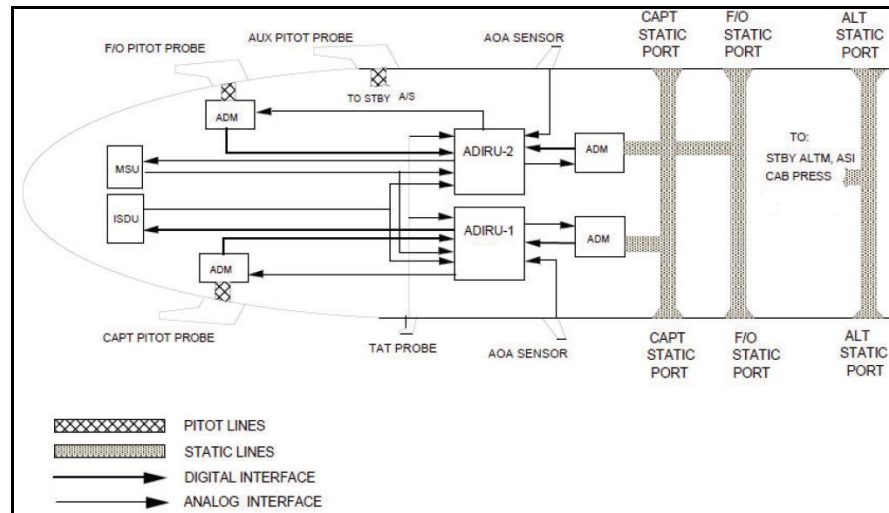 CAPT
STATIC
PORT
F/O
STATIC
PORT
ALT
STATIC
PORT
F/O PITOT PROBE
AUX PITOT PROBE
AOA SENSOR
TO STBY A/S
ADM
MSU
ISDU
ADIRU-2
ADM
TO:
STBY ALTM, ASI
CAB PRESS
ADIRU-1
ADM
ADM
CAPT PITOT PROBE
TAT PROBE
AOA SENSOR
CAPT
STATIC
PORT
F/O
STATIC
PORT
ALT
STATIC
PORT
PITOT LINES
STATIC LINES
DIGITAL INTERFACE
ANALOG INTERFACE